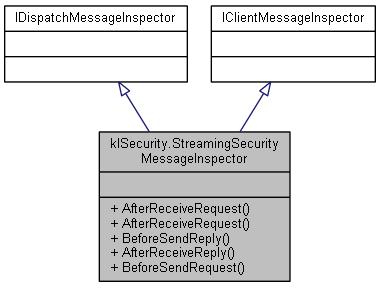 IDispatchMessageInspector
IClientMessageInspector
klSecurity.StreamingSecurity
MessageInspector
+ AfterReceiveRequest()
+ AfterReceiveRequest()
+ BeforeSendReply()
+ AfterReceiveReply()
+ BeforeSendRequest()